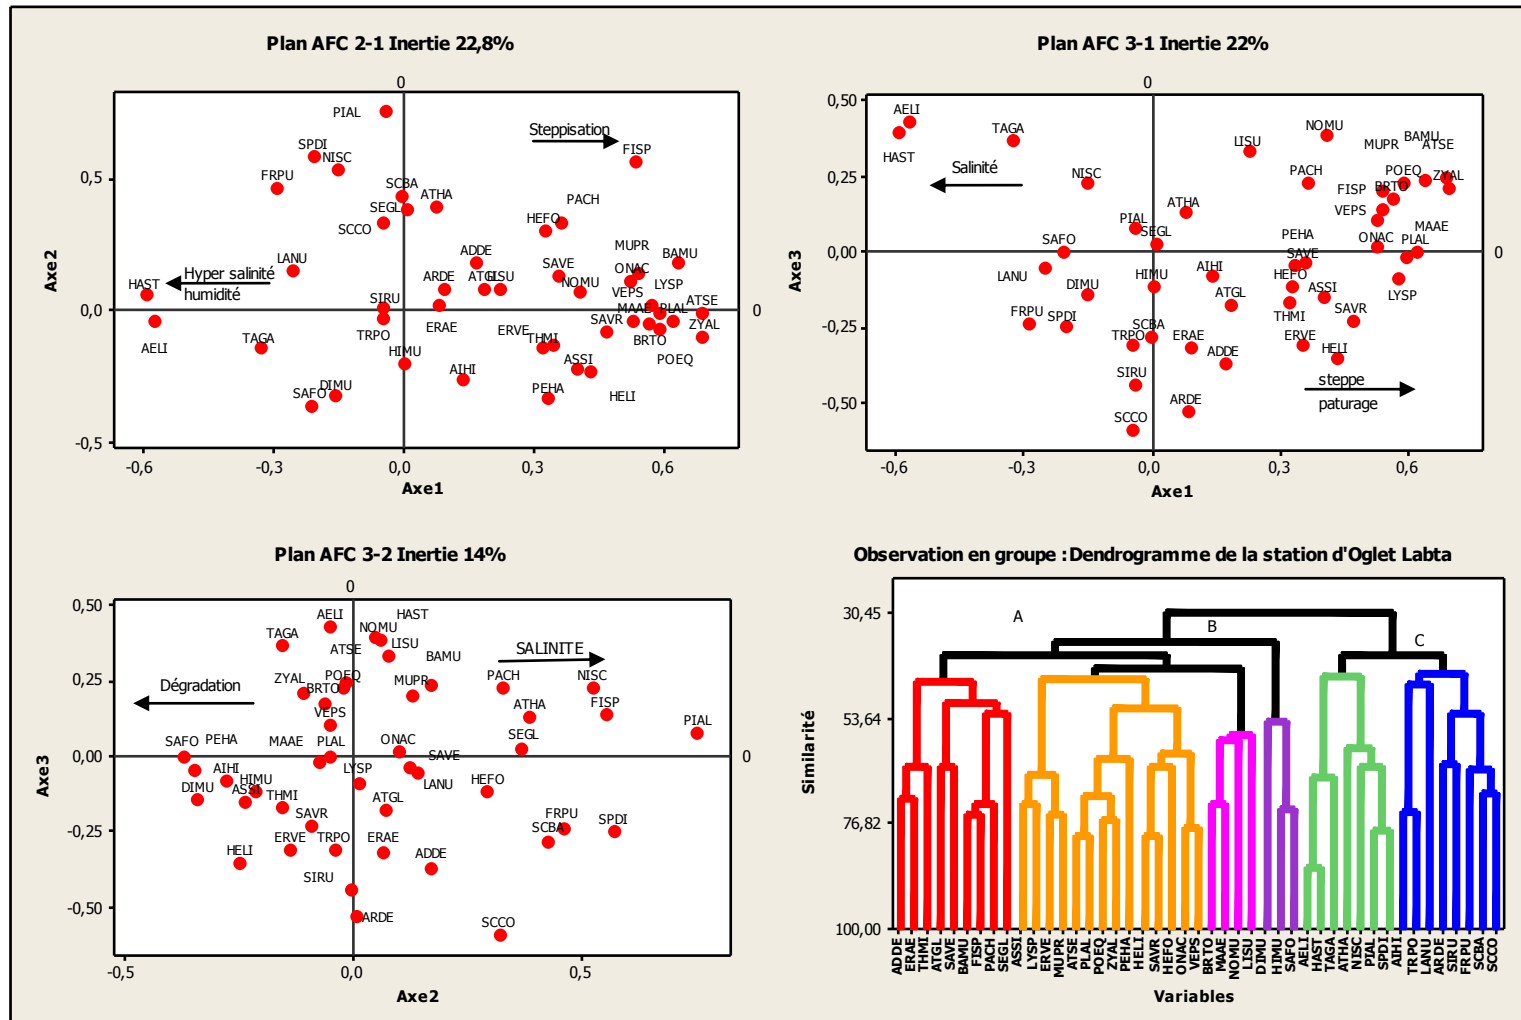 Plan AFC 2-1 Inertie 22,8%
0
PIAL
Steppisation
SPDI
NISC
FISP
FRPU
SCBA
ATHA
SEGL
PACH
HEFO
SCCO
ADDE
MUPR
BAMU
LANU
SAVE
ONAC
Hyper salinité
humidité
HAST
ARDE
ATGL
LISU
NOMU
LYSP
VEPS
SIRU
ATSE
0
MAAE
PLAL
ERAE
ERVE
SAVR
TRPO
TAGA
THMI
BRTO
ZYAL
AELI
HIMU
AIHI
ASSI
POEQ
DIMU
SAFO
PEHA
HELI
0,5
0,0
-0,5
-0,6
-0,3
0,0
0,3
0,6
Axe2
Axe1
Plan AFC 3-1 Inertie 22%
0
AELI
TAGA
NOMU
BAMU
LISU
MUPR
ATSE
HAST
Salinité
NISC
PACH
POEQ
ZYAL
FISP
BRTO
ATHA
VEPS
PIAL
SEGL
MAAE
SAFO
PEHA
ONAC
PLAL
SAVE
0
LANU
HIMU
AIHI
HEFO
DIMU
ATGL
ASSI
LYSP
FRPU
SPDI
SCBA
THMI
SAVR
TRPO
ERAE
ERVE
ADDE
HELI
SIRU
steppe
paturage
ARDE
SCCO
0,50
0,25
0,00
-0,25
-0,50
-0,6
-0,3
0,0
0,3
0,6
Axe3
Axe1
Plan AFC 3-2 Inertie 14%
0
AELI
HAST
TAGA
NOMU
ATSE
LISU
SALINITE
BAMU
Dégradation
ZYAL
POEQ
BRTO
MUPR
PACH
NISC
FISP
VEPS
ATHA
PIAL
SAFO
PEHA
MAAE
PLAL
ONAC
SEGL
0
SAVE
AIHI
HIMU
LYSP
LANU
HEFO
DIMU
ASSI
THMI
ATGL
SAVR
FRPU
SPDI
SCBA
HELI
ERVE
TRPO
ERAE
ADDE
SIRU
ARDE
SCCO
0,50
0,25
0,00
-0,25
-0,50
-0,5
0,0
0,5
Axe3
Axe2
Observation en groupe : Dendrogramme de la station d'Oglet Labta
30,45
53,64
76,82
100,00
Similarité
A
B
C
ADDE
ERAE
THMI
ATGL
SAVE
BAMU
FISP
PACH
SEGL
ASSI
LYSP
ERVE
MUPR
ATSE
PLAL
POEQ
ZYAL
PEHA
HELI
SAVR
HEFO
ONAC
VEPS
BRTO
MAAE
NOMU
LISU
DIMU
HIMU
SAFO
AELI
HAST
TAGA
ATHA
NISC
PIAL
SPDI
AIHI
TRPO
LANU
ARDE
SIRU
FRPU
SCBA
SCCO
Variables